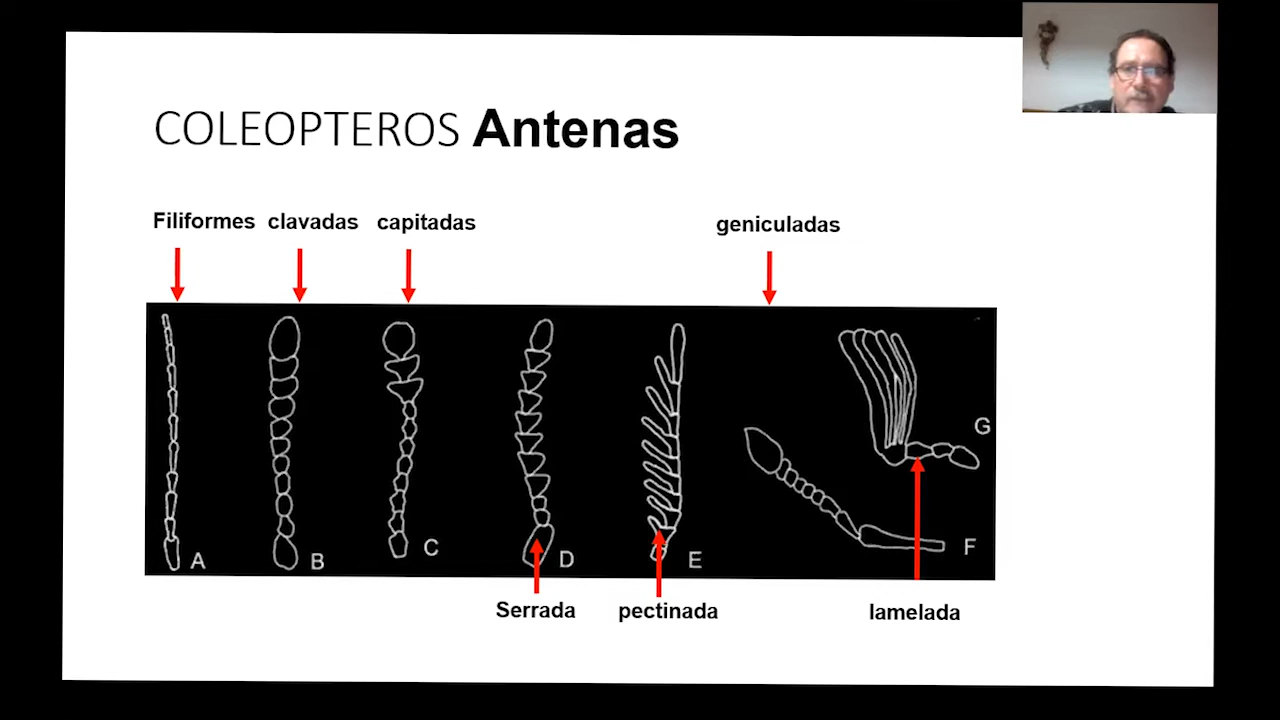 COLEOPTEROS Antenas
Filiformes clavadas capitadas geniculadas
A B C D E F G
Serrada pectinada lamelada